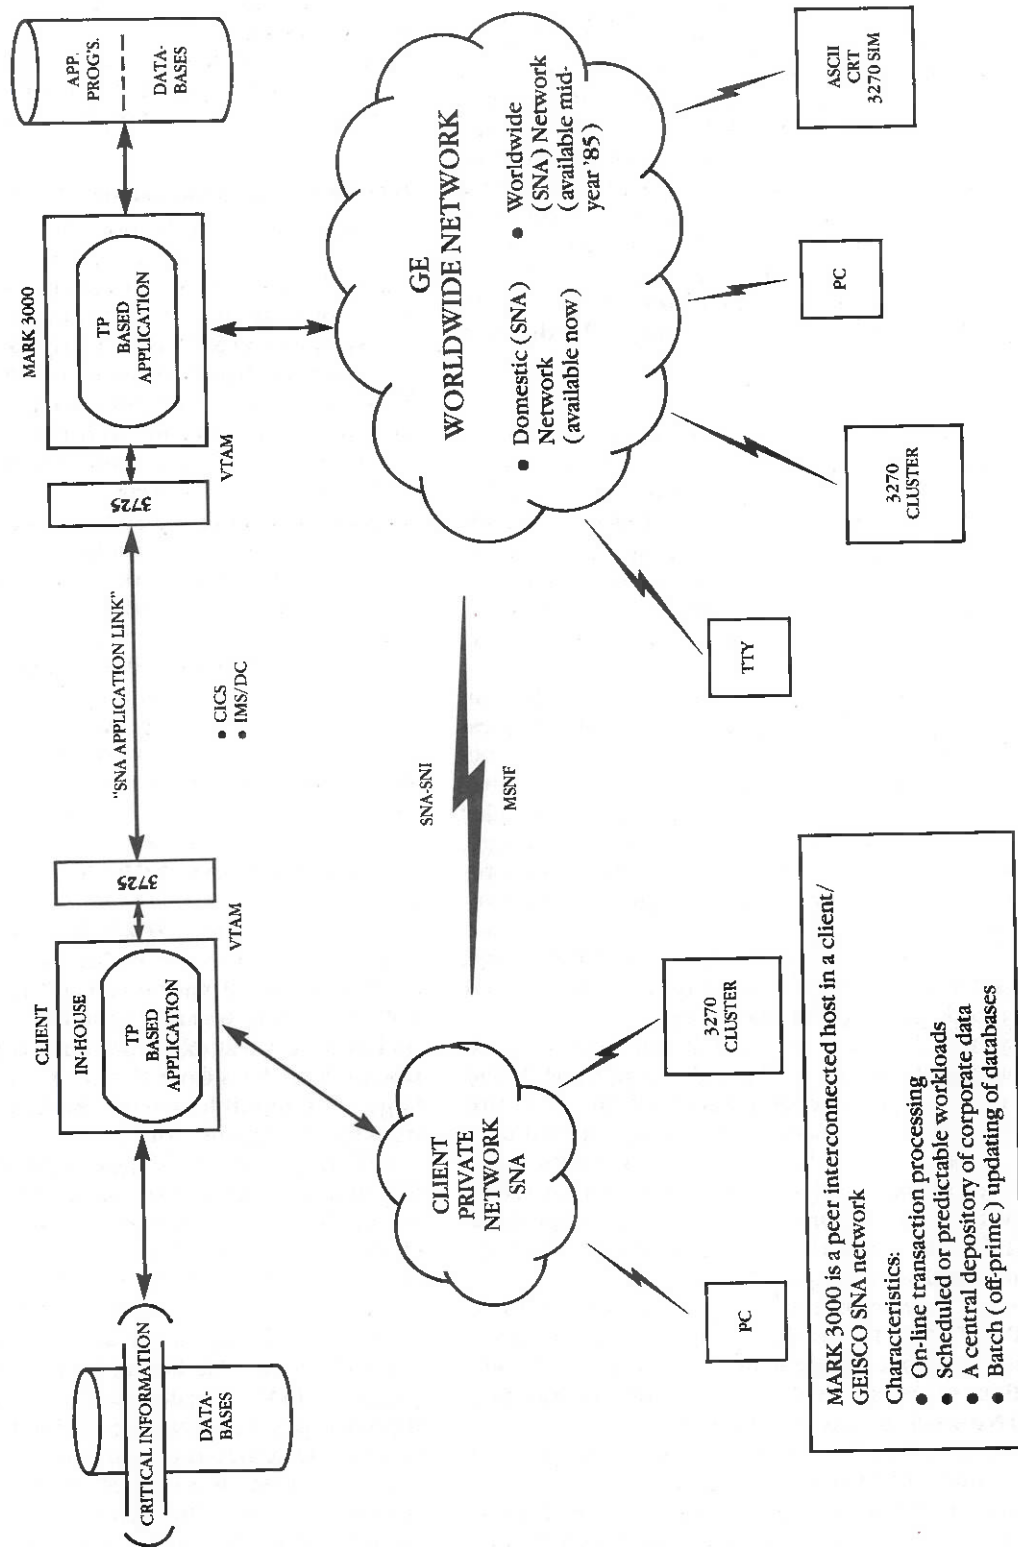 CRITICAL INFORMATION
DATA-
BASES
CLIENT
IN-HOUSE
TP
BASED
APPLICATION
VTAM
3725
"SNA APPLICATION LINK"
• CICS
• IMS/DC
3725
VTAM
MARK 3000
TP
BASED
APPLICATION
APP.
PROG'S.
DATA-
BASES
CLIENT
PRIVATE
NETWORK
SNA
SNA-SNI
MSNF
GE
WORLDWIDE NETWORK
• Domestic (SNA)
Network
(available now)
• Worldwide
(SNA) Network
(available mid-
year '85)
PC
3270
CLUSTER
TTY
3270
CLUSTER
PC
ASCII
CRT
3270 SIM
MARK 3000 is a peer interconnected host in a client/
GEISCO SNA network
Characteristics:
• On-line transaction processing
• Scheduled or predictable workloads
• A central depository of corporate data
• Batch (off-prime) updating of databases